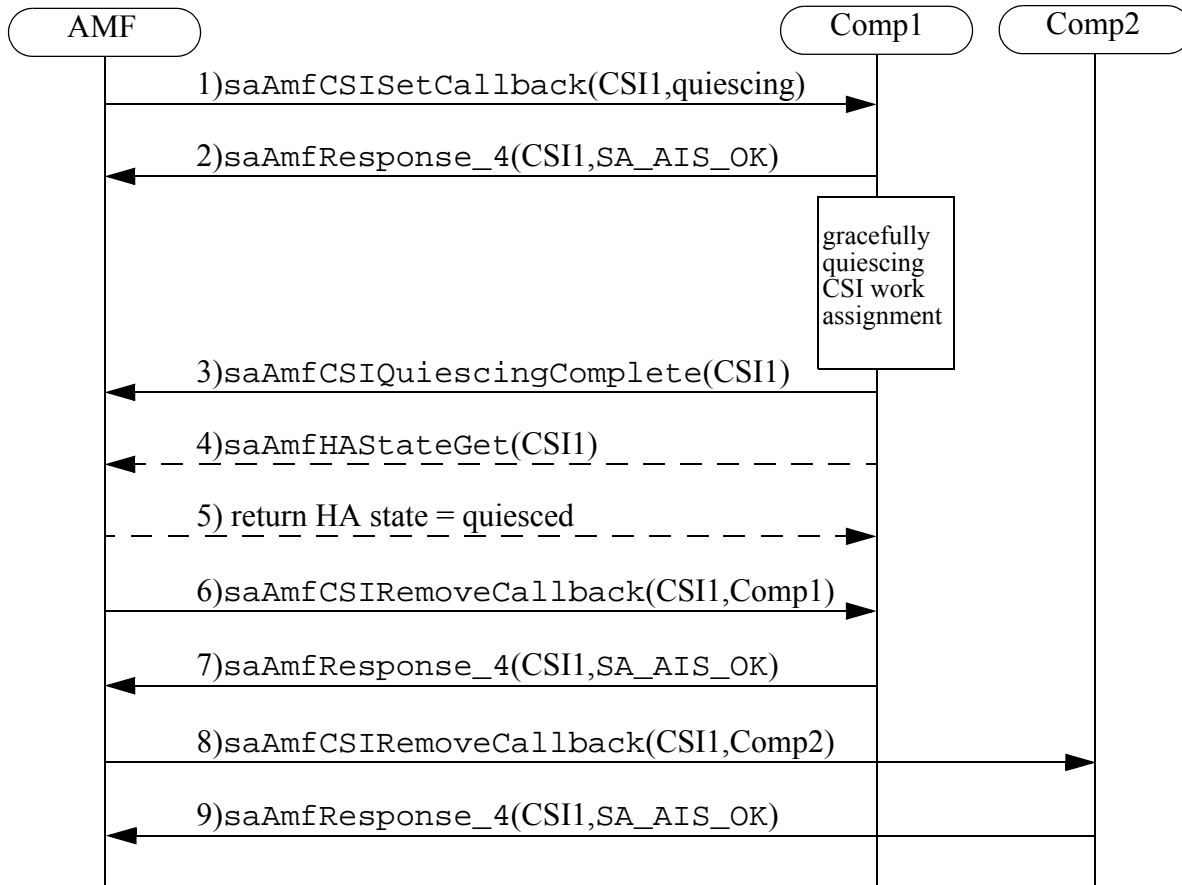 AMF
Comp1
Comp2
1)saAmfCSISetCallback(CSI1,quiescing)
2)saAmfResponse_4(CSI1,SA_AIS_OK)
gracefully
quiescing
CSI work
assignment
3)saAmfCSIQuiescingComplete(CSI1)
4)saAmfHAStateGet(CSI1)
5) return HA state = quiesced
6)saAmfCSIRemoveCallback(CSI1,Comp1)
7)saAmfResponse_4(CSI1,SA_AIS_OK)
8)saAmfCSIRemoveCallback(CSI1,Comp2)
9)saAmfResponse_4(CSI1,SA_AIS_OK)